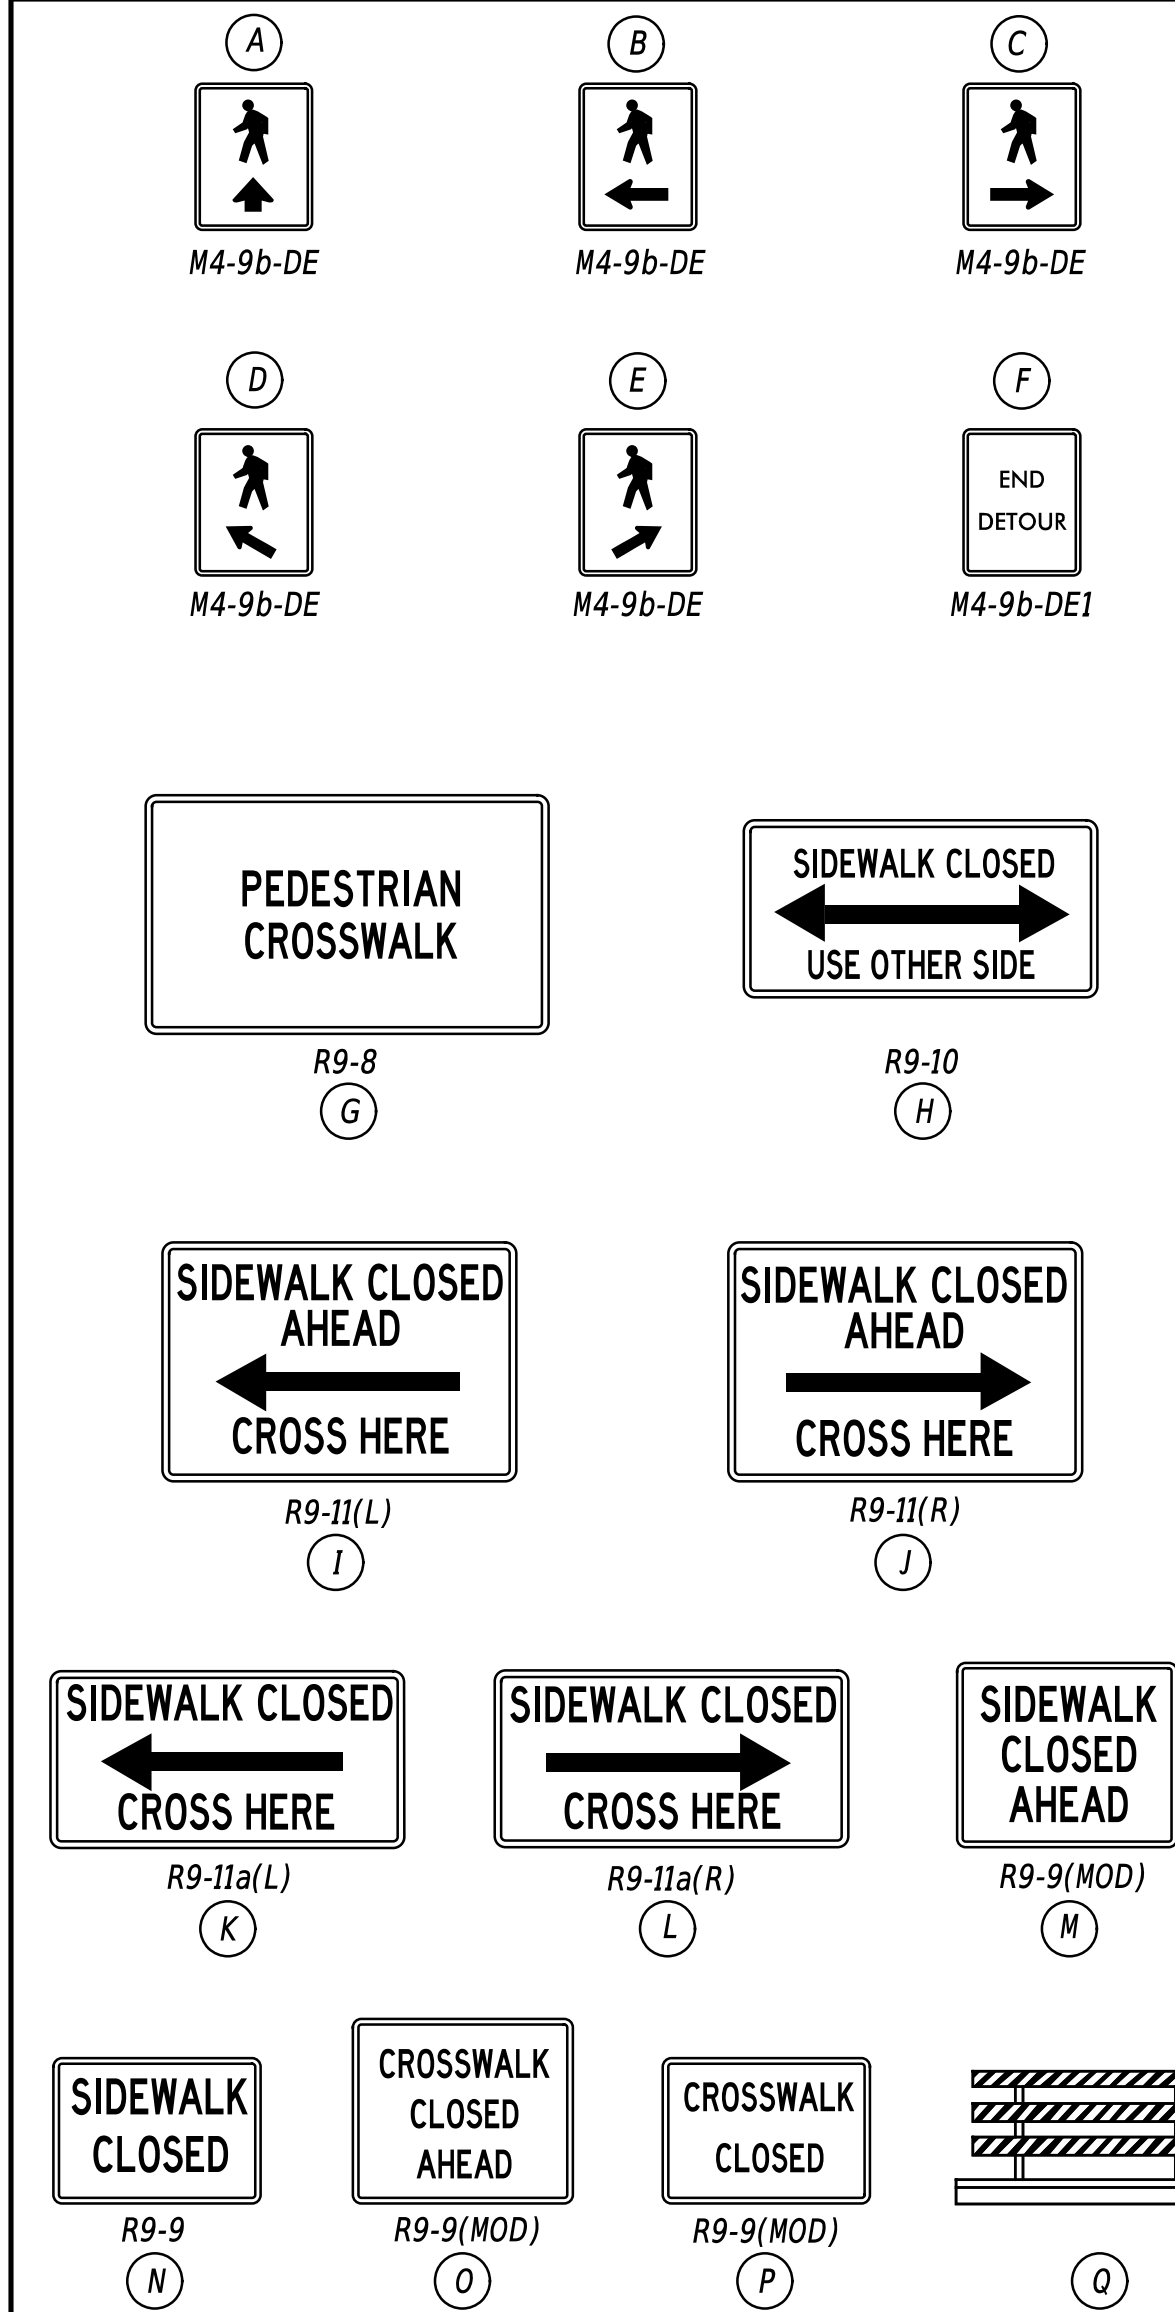 A
B
C
M4-9b-DE
M4-9b-DE
M4-9b-DE
D
E
F
END
DETOUR
M4-9b-DE
M4-9b-DE
M4-9b-DE1
PEDESTRIAN
CROSSWALK
R9-8
G
SIDEWALK CLOSED
USE OTHER SIDE
R9-10
H
SIDEWALK CLOSED
AHEAD
CROSS HERE
R9-11(L)
I
SIDEWALK CLOSED
AHEAD
CROSS HERE
R9-11(R)
J
SIDEWALK CLOSED
CROSS HERE
R9-11a(L)
K
SIDEWALK CLOSED
CROSS HERE
R9-11a(R)
L
SIDEWALK
CLOSED
AHEAD
R9-9(MOD)
M
SIDEWALK
CLOSED
R9-9
N
CROSSWALK
CLOSED
AHEAD
R9-9(MOD)
O
CROSSWALK
CLOSED
R9-9(MOD)
P
Q